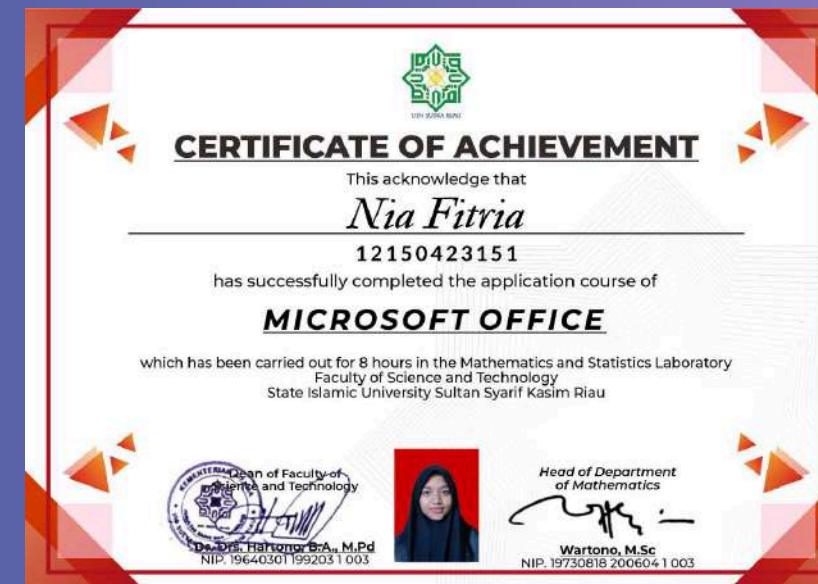 UIN SUSKA RIAU
CERTIFICATE OF ACHIEVEMENT
This acknowledge that
Nia Fitria
12150423151
has successfully completed the application course of
MICROSOFT OFFICE
which has been carried out for 8 hours in the Mathematics and Statistics Laboratory
Faculty of Science and Technology
State Islamic University Sultan Syarif Kasim Riau
Dean of Faculty of
Science and Technology
Drs. Hartono, B.A., M.Pd
NIP. 19640301 199203 1 003
Head of Department
of Mathematics
Wartono, M.Sc
NIP. 19730818 200604 1 003